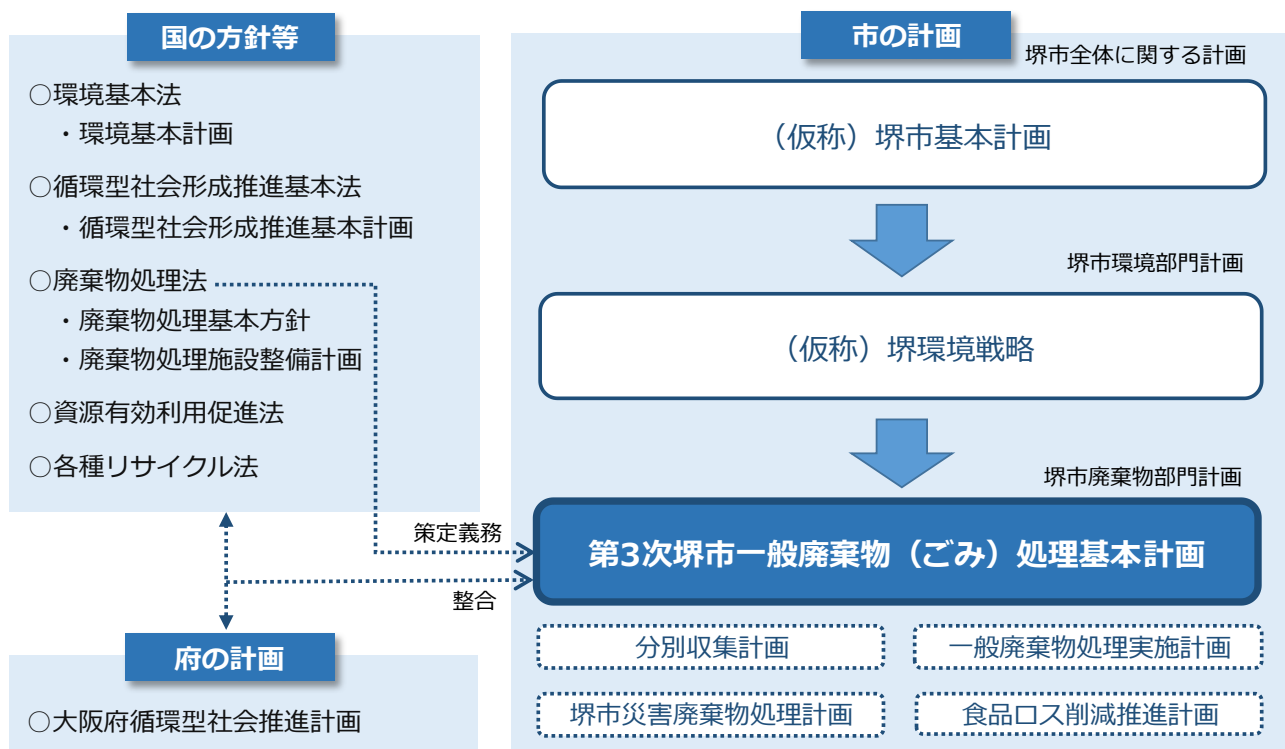 国の方針等
○環境基本法
・環境基本計画
○循環型社会形成推進基本法
・循環型社会形成推進基本計画
○廃棄物処理法
・廃棄物処理基本方針
・廃棄物処理施設整備計画
○資源有効利用促進法
○各種リサイクル法
策定義務
整合
府の計画
○大阪府循環型社会推進計画
市の計画
堺市全体に関する計画
（仮称）堺市基本計画
堺市環境部門計画
（仮称）堺環境戦略
堺市廃棄物部門計画
第3次堺市一般廃棄物（ごみ）処理基本計画
分別収集計画
一般廃棄物処理実施計画
堺市災害廃棄物処理計画
食品ロス削減推進計画